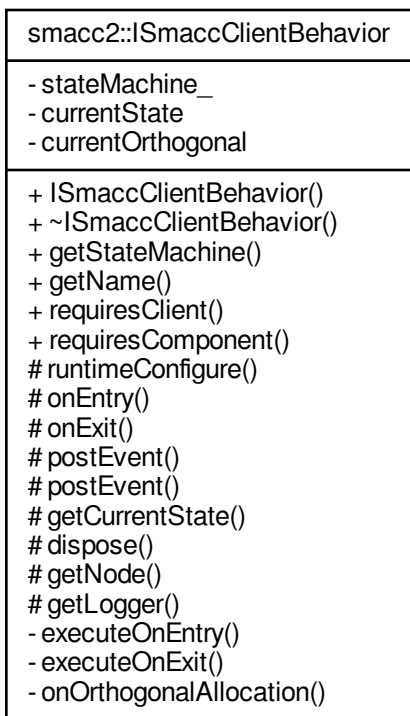 smacc2::ISmaccClientBehavior
- stateMachine_
- currentState
- currentOrthogonal
+ ISmaccClientBehavior()
+ ~ISmaccClientBehavior()
+ getStateMachine()
+ getName()
+ requiresClient()
+ requiresComponent()
# runtimeConfigure()
# onEntry()
# onExit()
# postEvent()
# postEvent()
# getCurrentState()
# dispose()
# getNode()
# getLogger()
- executeOnEntry()
- executeOnExit()
- onOrthogonalAllocation()